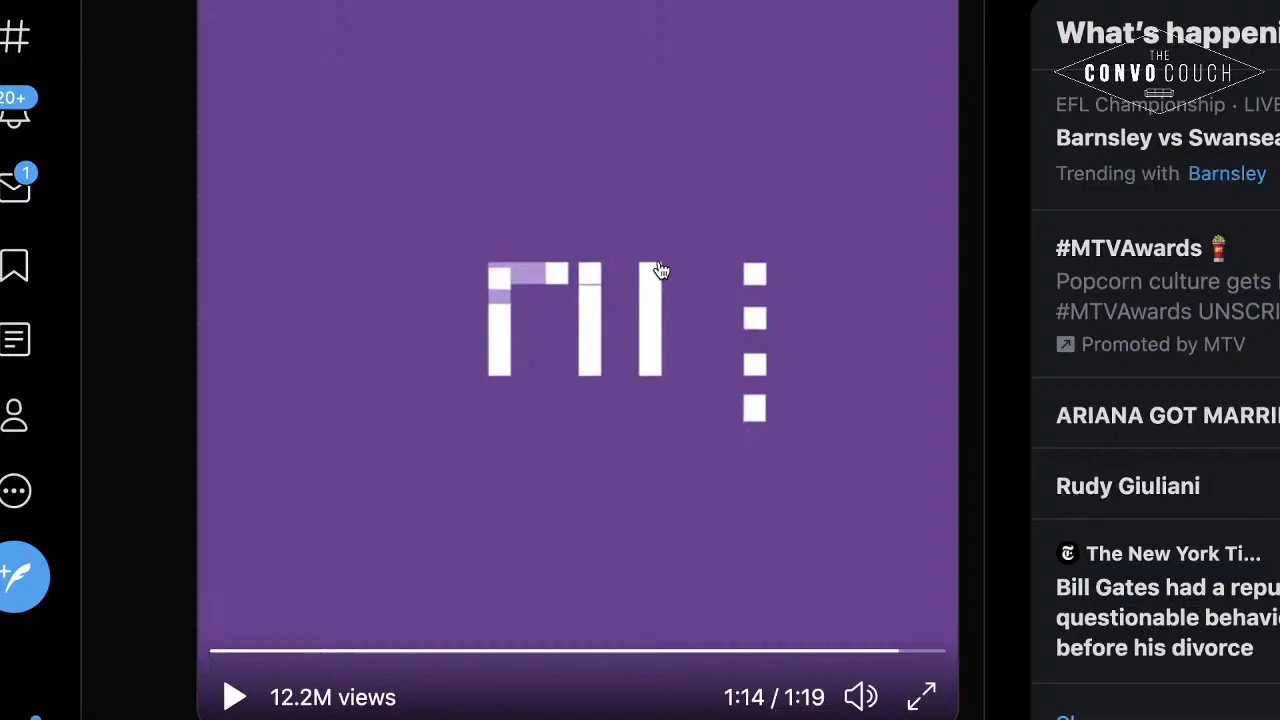 20+
1
12.2M views
1:14 / 1:19
What's happeni
THE
CONVO COUCH
EFL Championship · LIVE
Barnsley vs Swansea
Trending with Barnsley
#MTVAwards
Popcorn culture gets
#MTVAwards UNSCRI
Promoted by MTV
ARIANA GOT MARRI
Rudy Giuliani
The New York Ti...
Bill Gates had a repu
questionable behavi
before his divorce